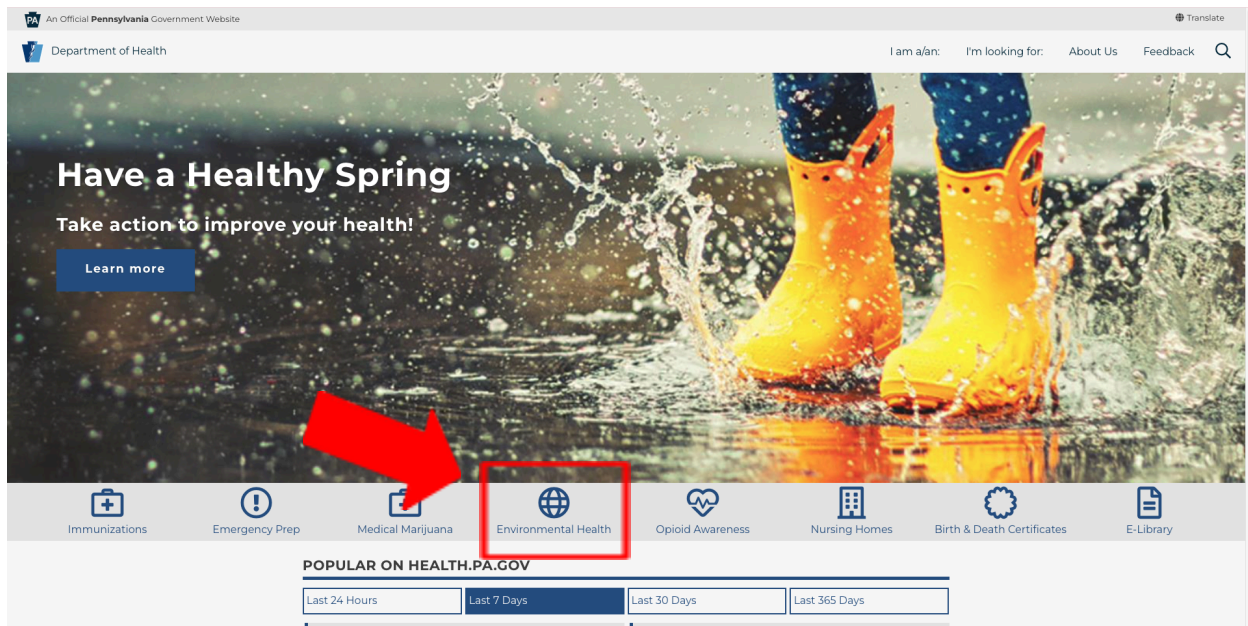 PA An Official Pennsylvania Government Website
Translate
Department of Health
I am a/an:
I'm looking for:
About Us
Feedback
Have a Healthy Spring
Take action to improve your health!
Learn more
Immunizations
Emergency Prep
Medical Marijuana
Environmental Health
Opioid Awareness
Nursing Homes
Birth & Death Certificates
E-Library
POPULAR ON HEALTH.PA.GOV
Last 24 Hours
Last 7 Days
Last 30 Days
Last 365 Days